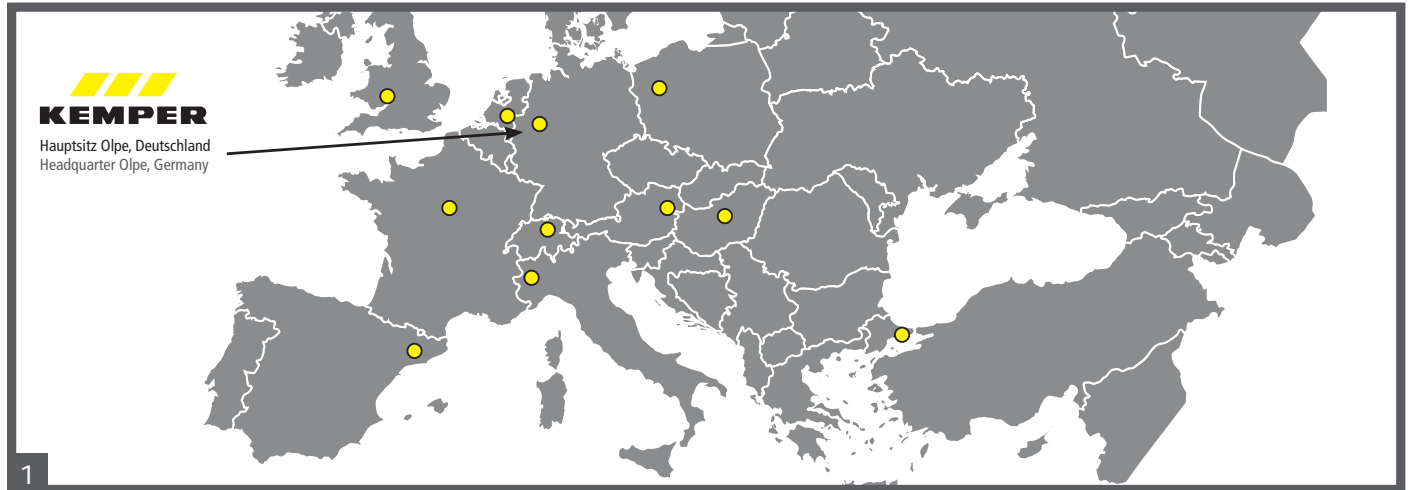 KEMPER
Hauptsitz Olpe, Deutschland
Headquarter Olpe, Germany
1